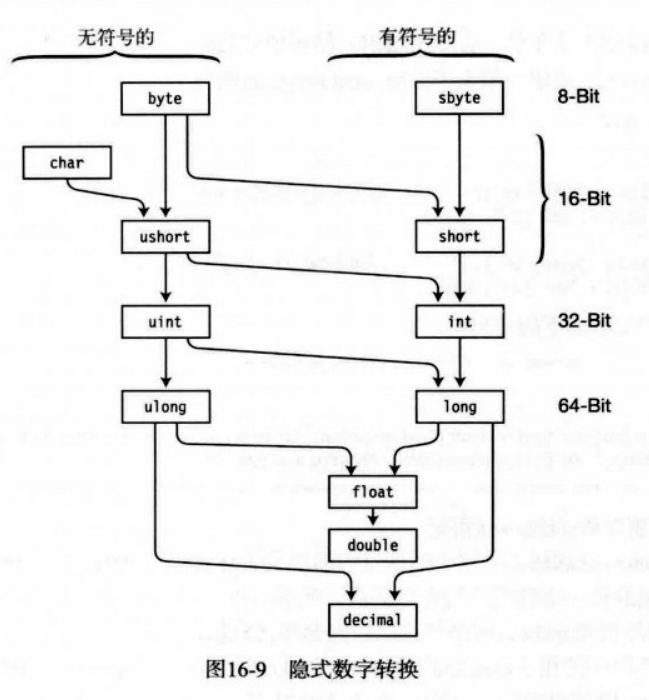 无符号的 有符号的
byte sbyte 8-Bit
char 16-Bit
ushort short
uint int 32-Bit
ulong long 64-Bit
float
double
decimal
图16-9 隐式数字转换